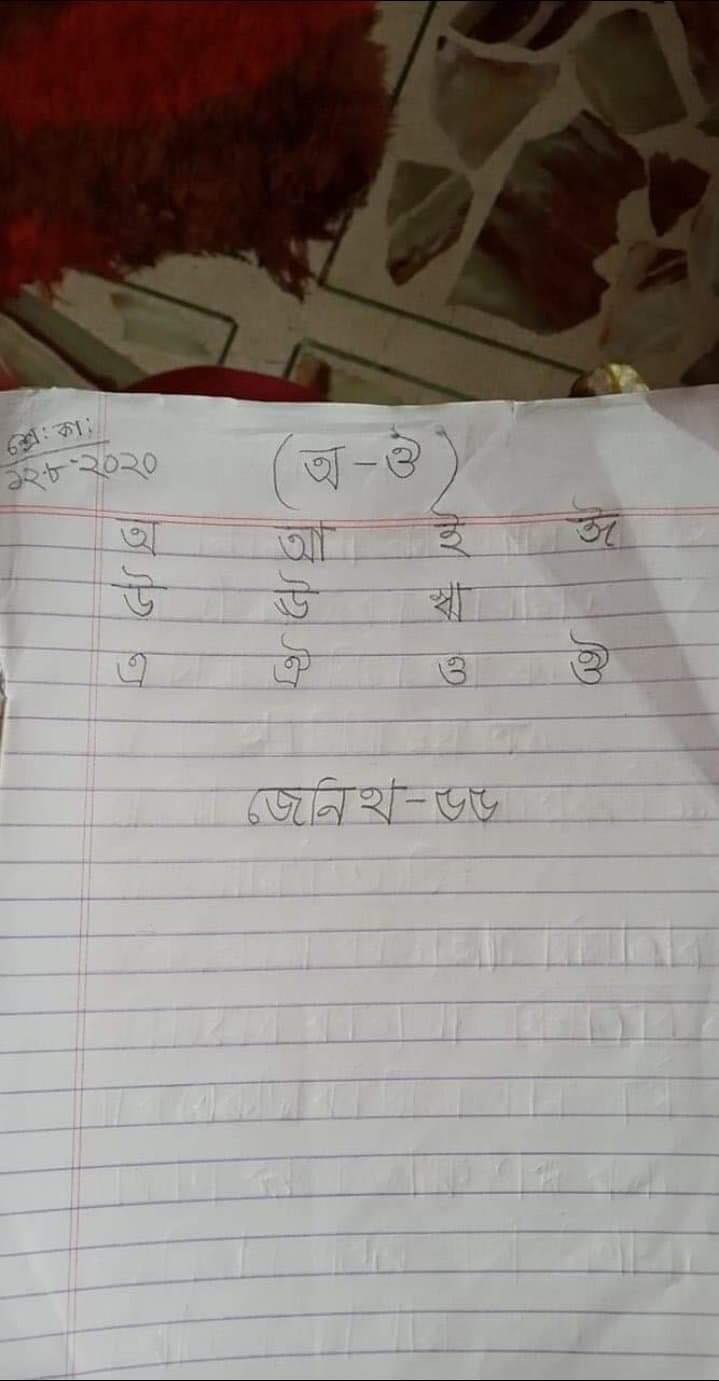 শ্রে: কা:
১২-৮-২০২০
(অ-ঔ)
অ আ ই ঈ
উ ঊ ঋ
এ ঐ ও ঔ
জেনিথ-৬৬